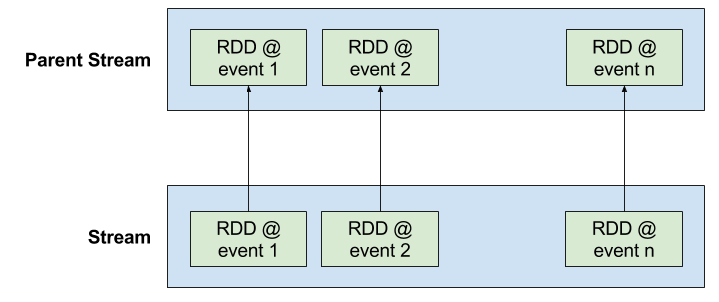 Parent Stream
RDD @
event 1
RDD @
event 2
RDD @
event n
Stream
RDD @
event 1
RDD @
event 2
RDD @
event n